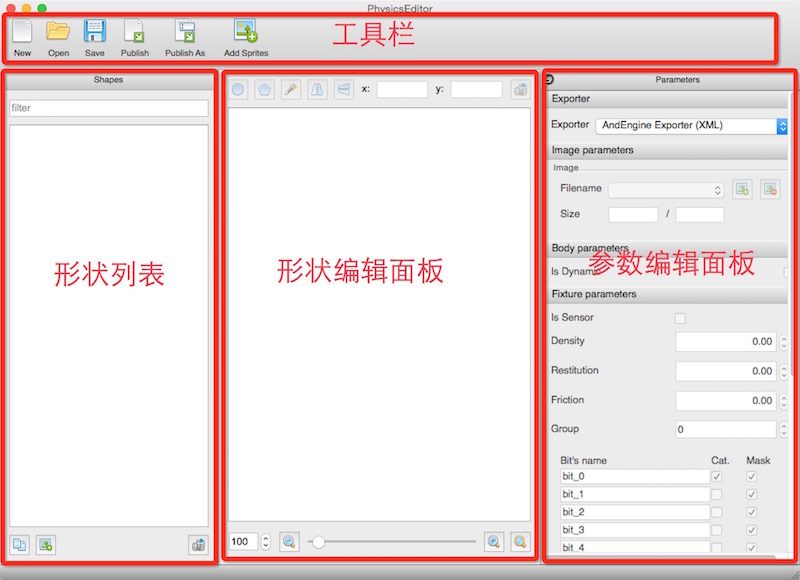 PhysicsEditor
New Open Save Publish Publish As Add Sprites
工具栏
Shapes
filter
形状列表
x: y:
形状编辑面板
100
Parameters
Exporter
Exporter AndEngine Exporter (XML)
Image parameters
Image
Filename
Size /
Body parameters
Is Dynamic
参数编辑面板
Fixture parameters
Is Sensor
Density 0.00
Restitution 0.00
Friction 0.00
Group 0
Bit's name Cat. Mask
bit_0
bit_1
bit_2
bit_3
bit_4